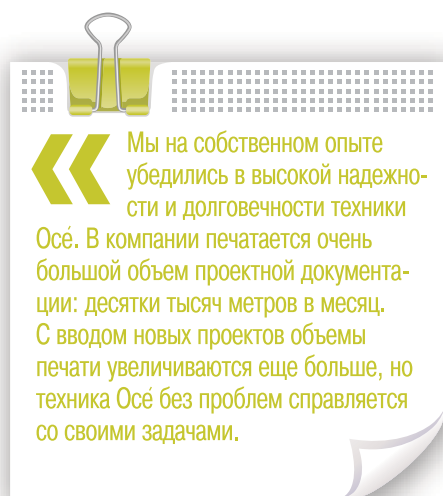 « Мы на собственном опыте
убедились в высокой надежно-
сти и долговечности техники
Océ. В компании печатается очень
большой объем проектной документа-
ции: десятки тысяч метров в месяц.
С вводом новых проектов объемы
печати увеличиваются еще больше, но
техника Océ без проблем справляется
со своими задачами.